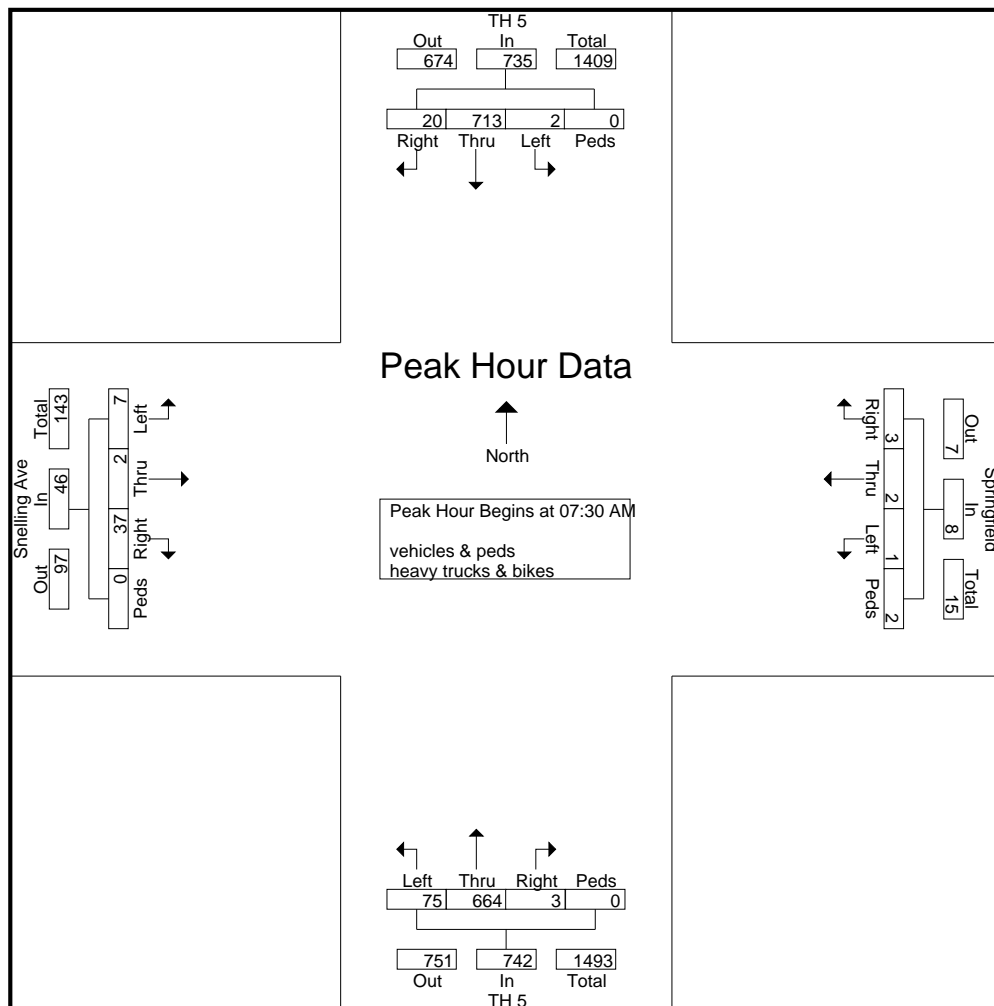 TH 5
Out In Total
674 735 1409
20 713 2 0
Right Thru Left Peds
Peak Hour Data
North
Peak Hour Begins at 07:30 AM
vehicles & peds
heavy trucks & bikes
Snelling Ave
Out In Total
97 46 143
7 2 37 0
Left Thru Right Peds
Springfield
Out In Total
7 8 15
3 2 1 2
Right Thru Left Peds
Left Thru Right Peds
75 664 3 0
751 742 1493
Out In Total
TH 5